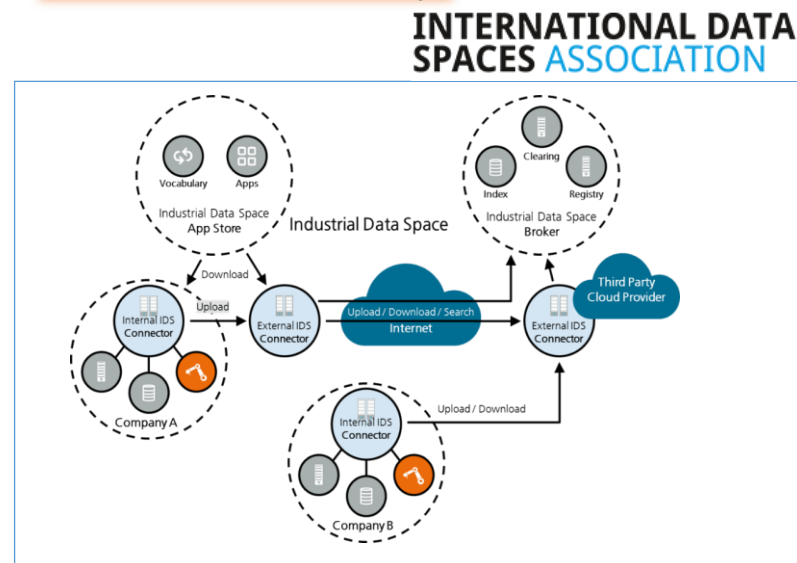 INTERNATIONAL DATA
SPACES ASSOCIATION
Vocabulary
Apps
Industrial Data Space
App Store
Industrial Data Space
Clearing
Index
Registry
Industrial Data Space
Broker
Download
Upload
Internal IDS
Connector
Company A
External IDS
Connector
Upload / Download / Search
Internet
External IDS
Connector
Third Party
Cloud Provider
Upload / Download
Internal IDS
Connector
Company B